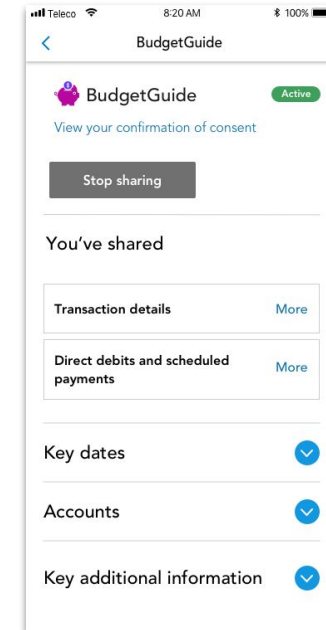 Teleco 8:20 AM 100%
BudgetGuide
BudgetGuide Active
View your confirmation of consent
Stop sharing
You’ve shared
Transaction details More
Direct debits and scheduled More
payments
Key dates
Accounts
Key additional information